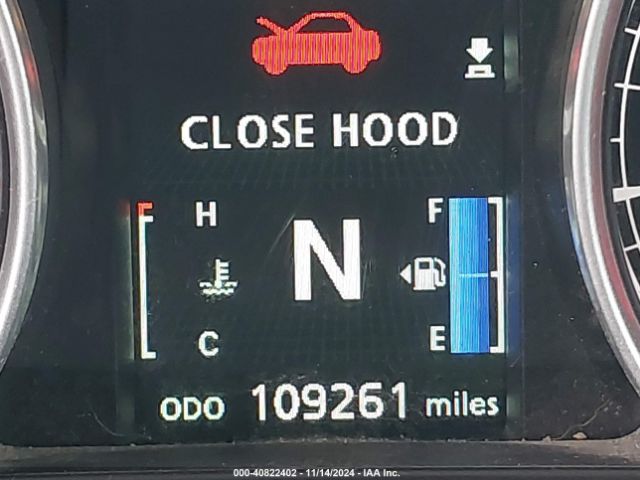 CLOSE HOOD
H F
N
C E
ODO 109261 miles
000-40822402 - 11/14/2024 - IAA Inc.